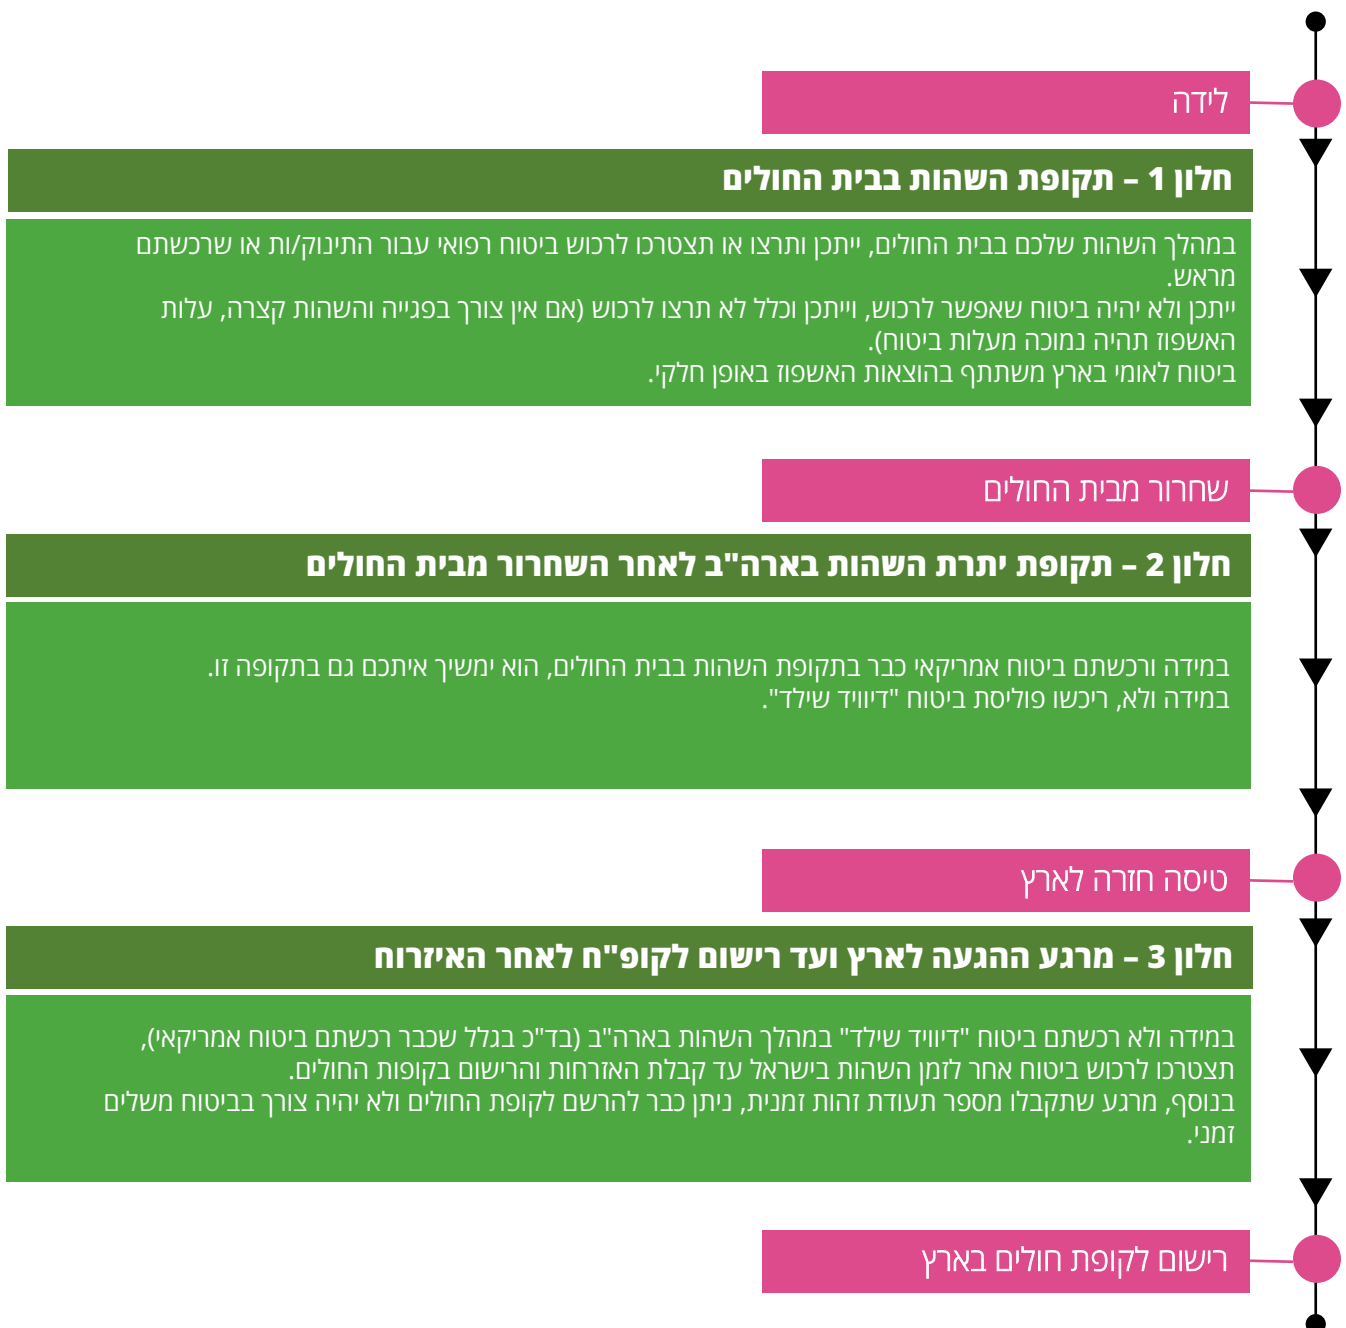 לידה
חלון 1 – תקופת השהות בבית החולים
במהלך השהות שלכם בבית החולים, ייתכן ותרצו או תצטרכו לרכוש ביטוח רפואי עבור התינוק/ות או שרכשתם
מראש.
ייתכן ולא יהיה ביטוח שאפשר לרכוש, וייתכן וכלל לא תרצו לרכוש (אם אין צורך בפגייה והשהות קצרה, עלות
האשפוז תהיה נמוכה מעלות ביטוח).
ביטוח לאומי בארץ משתתף בהוצאות האשפוז באופן חלקי.
שחרור מבית החולים
חלון 2 – תקופת יתרת השהות בארה"ב לאחר השחרור מבית החולים
במידה ורכשתם ביטוח אמריקאי כבר בתקופת השהות בבית החולים, הוא ימשיך איתכם גם בתקופה זו.
במידה ולא, ריכשו פוליסת ביטוח "דיוויד שילד".
טיסה חזרה לארץ
חלון 3 – מרגע ההגעה לארץ ועד רישום לקופ"ח לאחר האיזרוח
במידה ולא רכשתם ביטוח "דיוויד שילד" במהלך השהות בארה"ב (בד"כ בגלל שכבר רכשתם ביטוח אמריקאי),
תצטרכו לרכוש ביטוח אחר לזמן השהות בישראל עד קבלת האזרחות והרישום בקופות החולים.
בנוסף, מרגע שתקבלו מספר תעודת זהות זמנית, ניתן כבר להרשם לקופת החולים ולא יהיה צורך בביטוח משלים
זמני.
רישום לקופת חולים בארץ